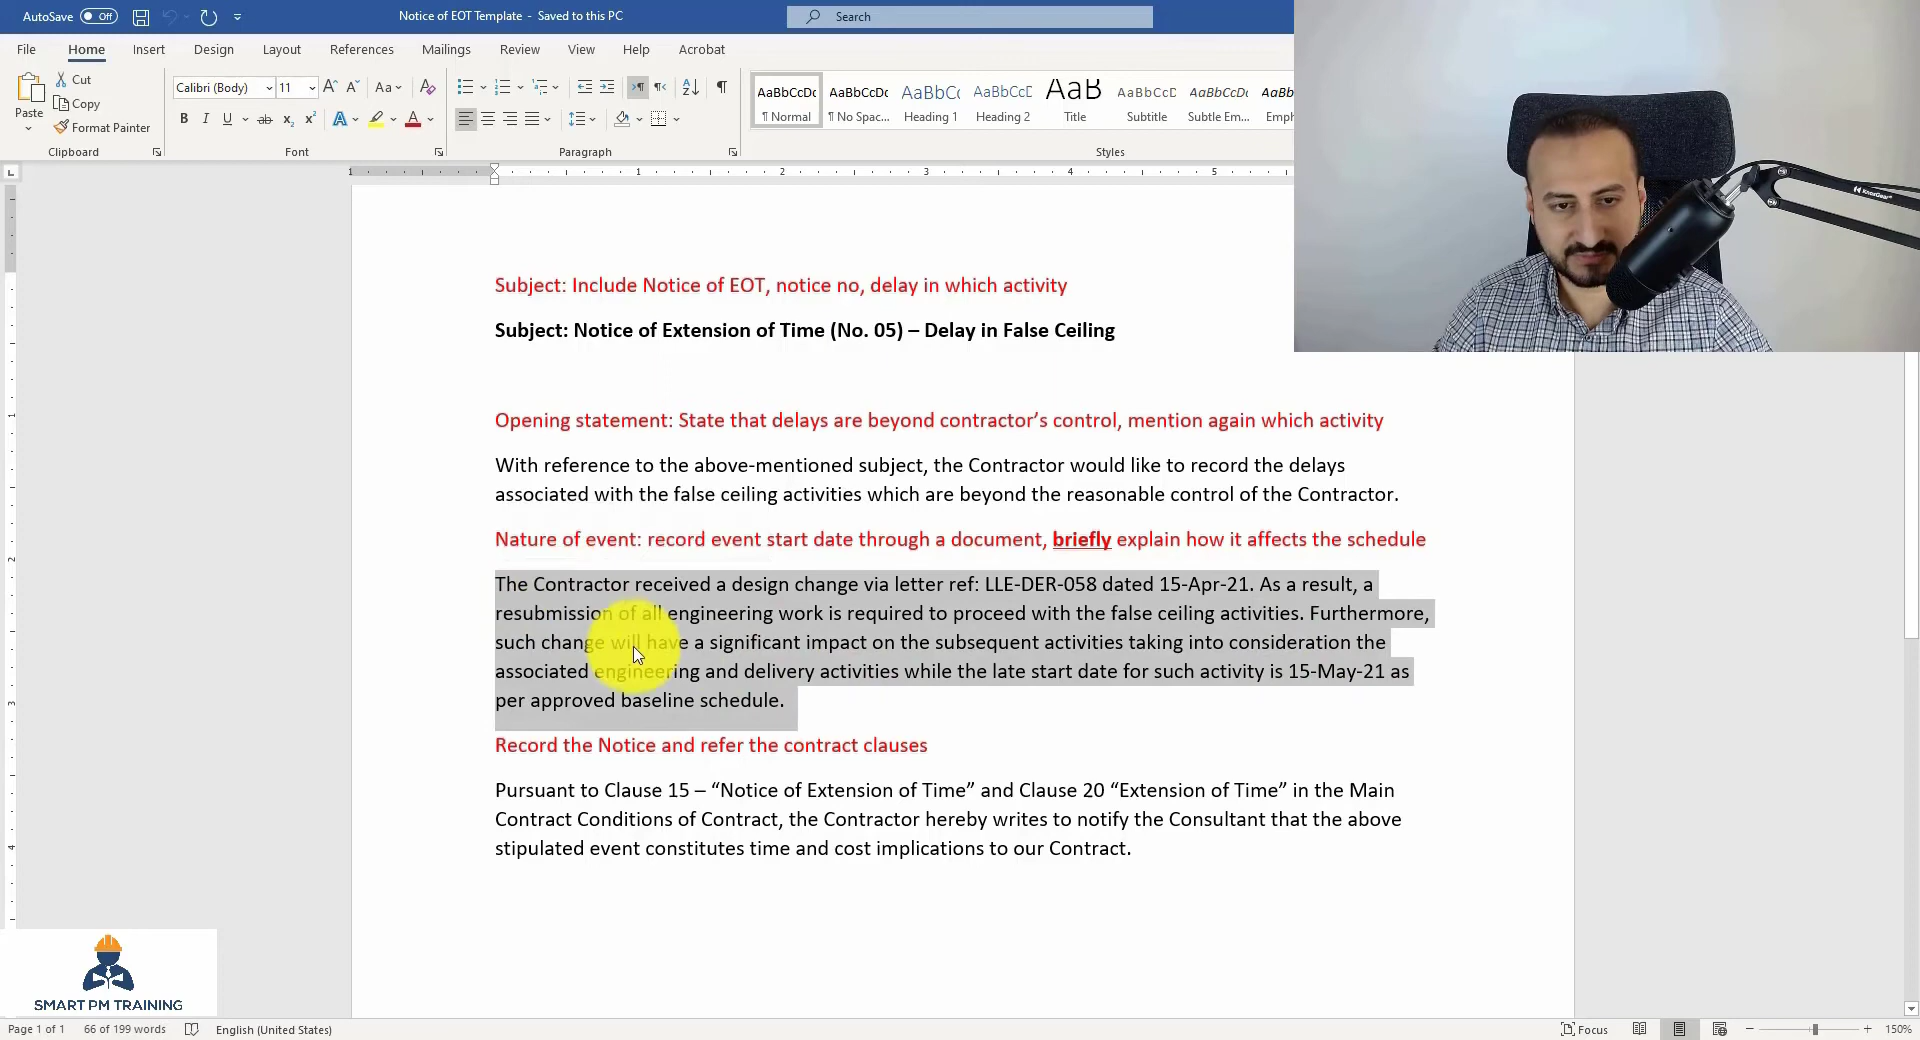 AutoSave Off Notice of EOT Template - Saved to this PC Search
File Home Insert Design Layout References Mailings Review View Help Acrobat
Paste
Cut
Copy
Format Painter
Clipboard
Calibri (Body) 11
Font
Paragraph
AaBbCcDc AaBbCcDc AaBbC AaBbCcE AaB AaBbCcD AaBbCcDc AaBb
¶ Normal ¶ No Spac... Heading 1 Heading 2 Title Subtitle Subtle Em... Emph
Styles
1 1 2 3 4 5
Subject: Include Notice of EOT, notice no, delay in which activity
Subject: Notice of Extension of Time (No. 05) – Delay in False Ceiling
Opening statement: State that delays are beyond contractor’s control, mention again which activity
With reference to the above-mentioned subject, the Contractor would like to record the delays
associated with the false ceiling activities which are beyond the reasonable control of the Contractor.
Nature of event: record event start date through a document, briefly explain how it affects the schedule
The Contractor received a design change via letter ref: LLE-DER-058 dated 15-Apr-21. As a result, a
resubmission of all engineering work is required to proceed with the false ceiling activities. Furthermore,
such change will have a significant impact on the subsequent activities taking into consideration the
associated engineering and delivery activities while the late start date for such activity is 15-May-21 as
per approved baseline schedule.
Record the Notice and refer the contract clauses
Pursuant to Clause 15 – “Notice of Extension of Time” and Clause 20 “Extension of Time” in the Main
Contract Conditions of Contract, the Contractor hereby writes to notify the Consultant that the above
stipulated event constitutes time and cost implications to our Contract.
SMART PM TRAINING
Page 1 of 1 66 of 199 words English (United States) Focus 150%